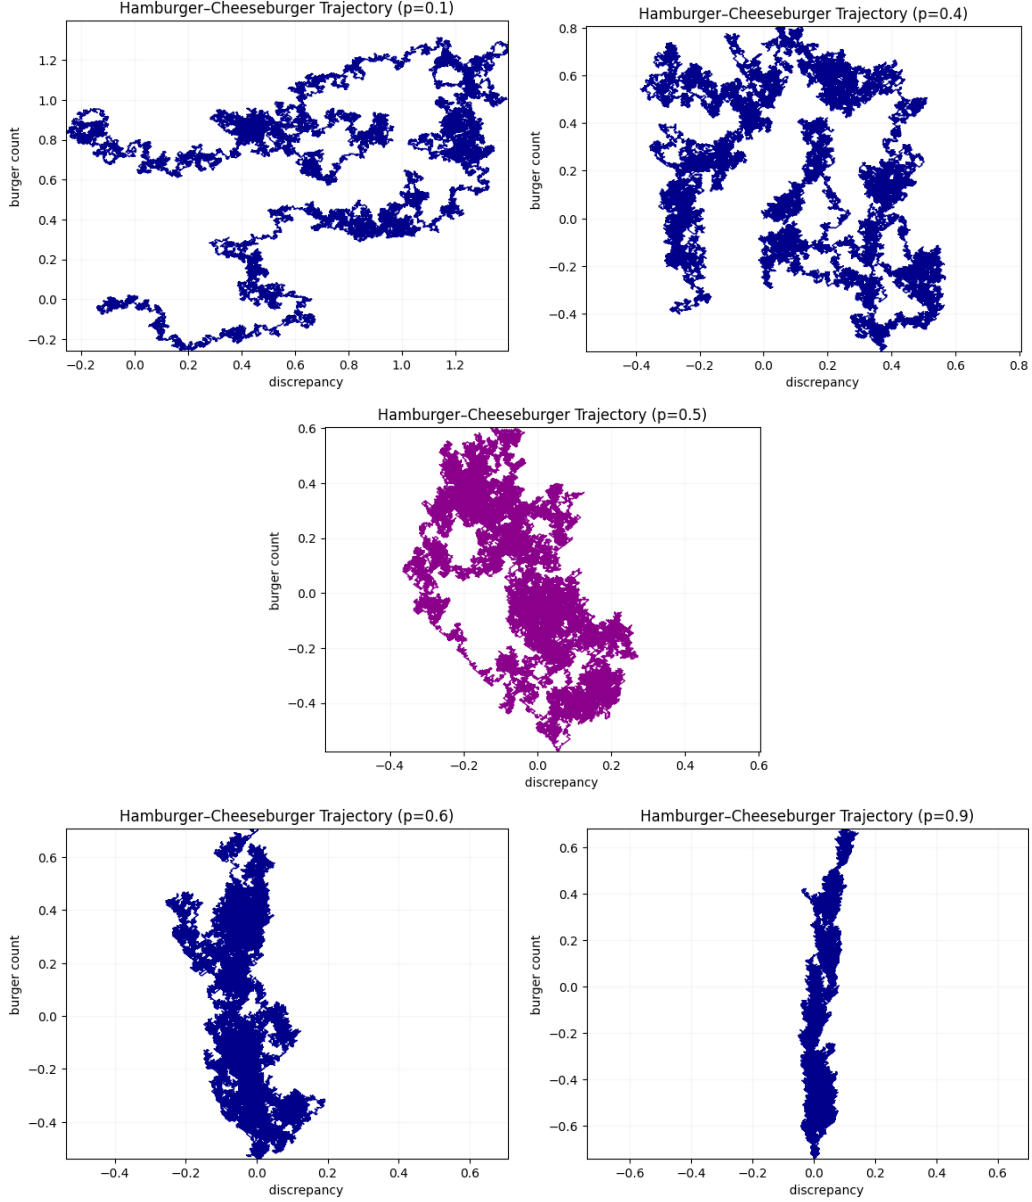 Hamburger–Cheeseburger Trajectory (p=0.1)
1.2
1.0
0.8
0.6
0.4
0.2
0.0
−0.2
burger count
−0.2 0.0 0.2 0.4 0.6 0.8 1.0 1.2
discrepancy
Hamburger–Cheeseburger Trajectory (p=0.4)
0.8
0.6
0.4
0.2
0.0
−0.2
−0.4
burger count
−0.4 −0.2 0.0 0.2 0.4 0.6 0.8
discrepancy
Hamburger–Cheeseburger Trajectory (p=0.5)
0.6
0.4
0.2
0.0
−0.2
−0.4
burger count
−0.4 −0.2 0.0 0.2 0.4 0.6
discrepancy
Hamburger–Cheeseburger Trajectory (p=0.6)
0.6
0.4
0.2
0.0
−0.2
−0.4
burger count
−0.4 −0.2 0.0 0.2 0.4 0.6
discrepancy
Hamburger–Cheeseburger Trajectory (p=0.9)
0.6
0.4
0.2
0.0
−0.2
−0.4
−0.6
burger count
−0.6 −0.4 −0.2 0.0 0.2 0.4 0.6
discrepancy